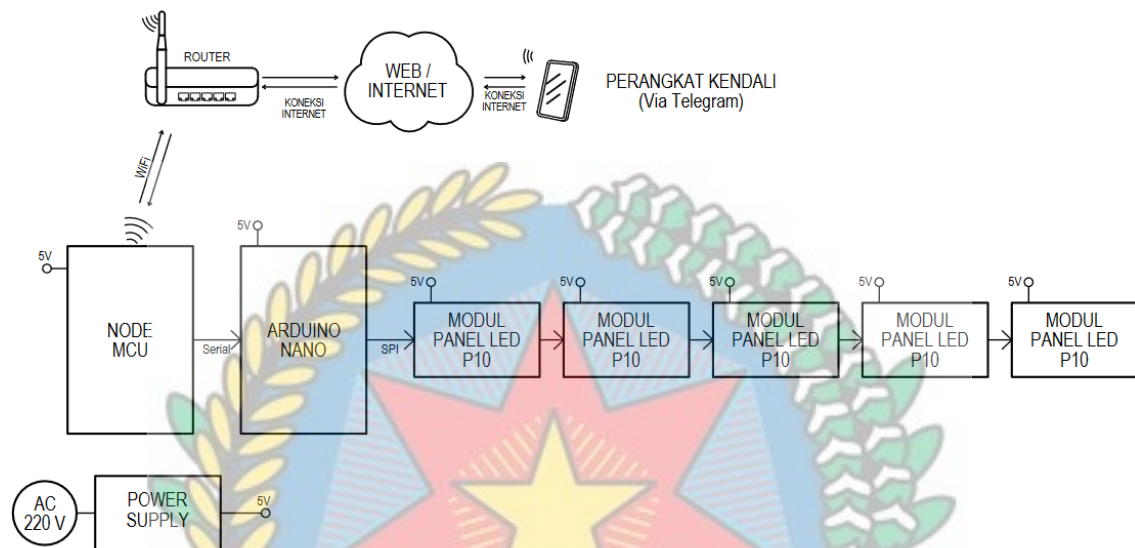 ROUTER
WEB /
INTERNET
KONEKSI
INTERNET
KONEKSI
INTERNET
PERANGKAT KENDALI
(Via Telegram)
WiFi
5V
NODE
MCU
Serial
5V
ARDUINO
NANO
SPI
5V
MODUL
PANEL LED
P10
5V
MODUL
PANEL LED
P10
5V
MODUL
PANEL LED
P10
5V
MODUL
PANEL LED
P10
5V
MODUL
PANEL LED
P10
AC
220 V
POWER
SUPPLY
5V